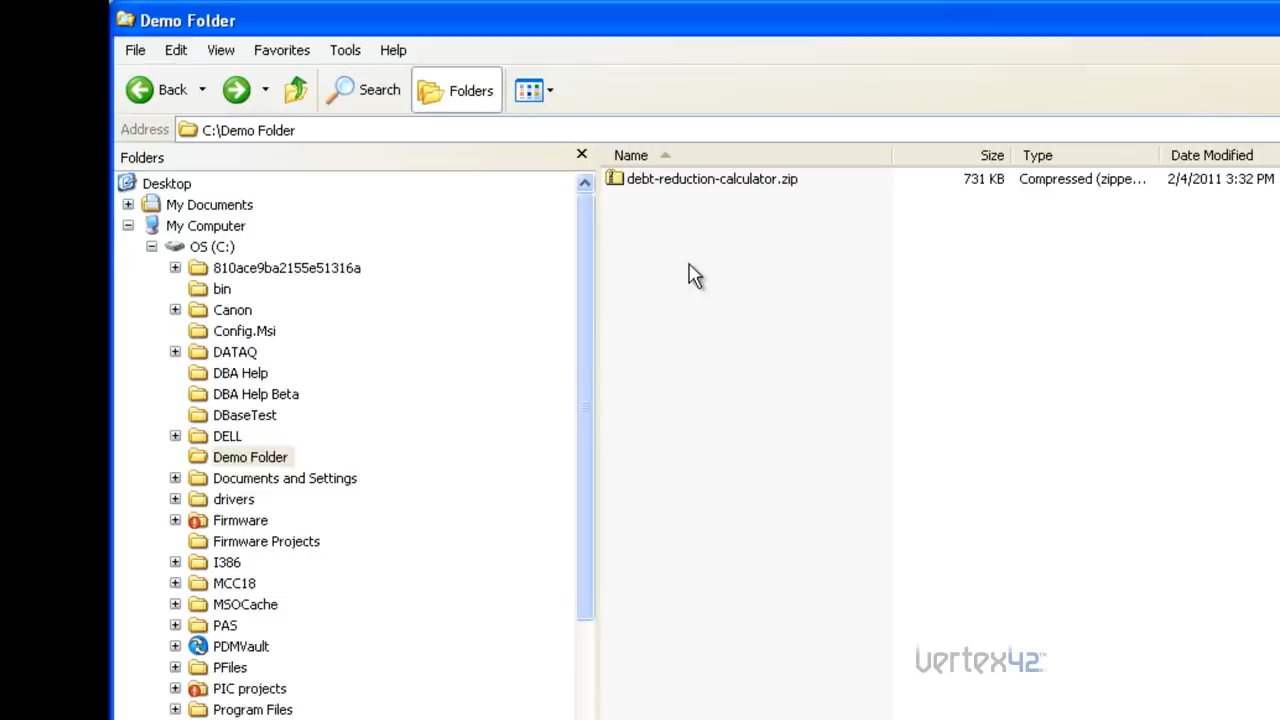 Demo Folder
File Edit View Favorites Tools Help
Back Search Folders
Address C:\Demo Folder
Folders
Name Size Type Date Modified
debt-reduction-calculator.zip 731 KB Compressed (zippe... 2/4/2011 3:32 PM
Desktop
My Documents
My Computer
OS (C:)
810ace9ba2155e51316a
bin
Canon
Config.Msi
DATAQ
DBA Help
DBA Help Beta
DBaseTest
DELL
Demo Folder
Documents and Settings
drivers
Firmware
Firmware Projects
I386
MCC18
MSOCache
PAS
PDMVault
PFiles
PIC projects
Program Files
vertex42™